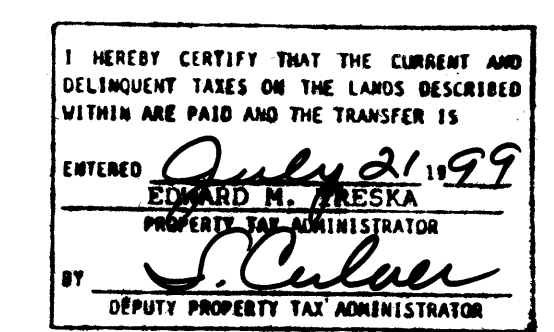 I HEREBY CERTIFY THAT THE CURRENT AND
DELINQUENT TAXES ON THE LANDS DESCRIBED
WITHIN ARE PAID AND THE TRANSFER IS
ENTERED July 21 1999
EDWARD M. TRESKA
PROPERTY TAX ADMINISTRATOR
BY S. Culver
DEPUTY PROPERTY TAX ADMINISTRATOR